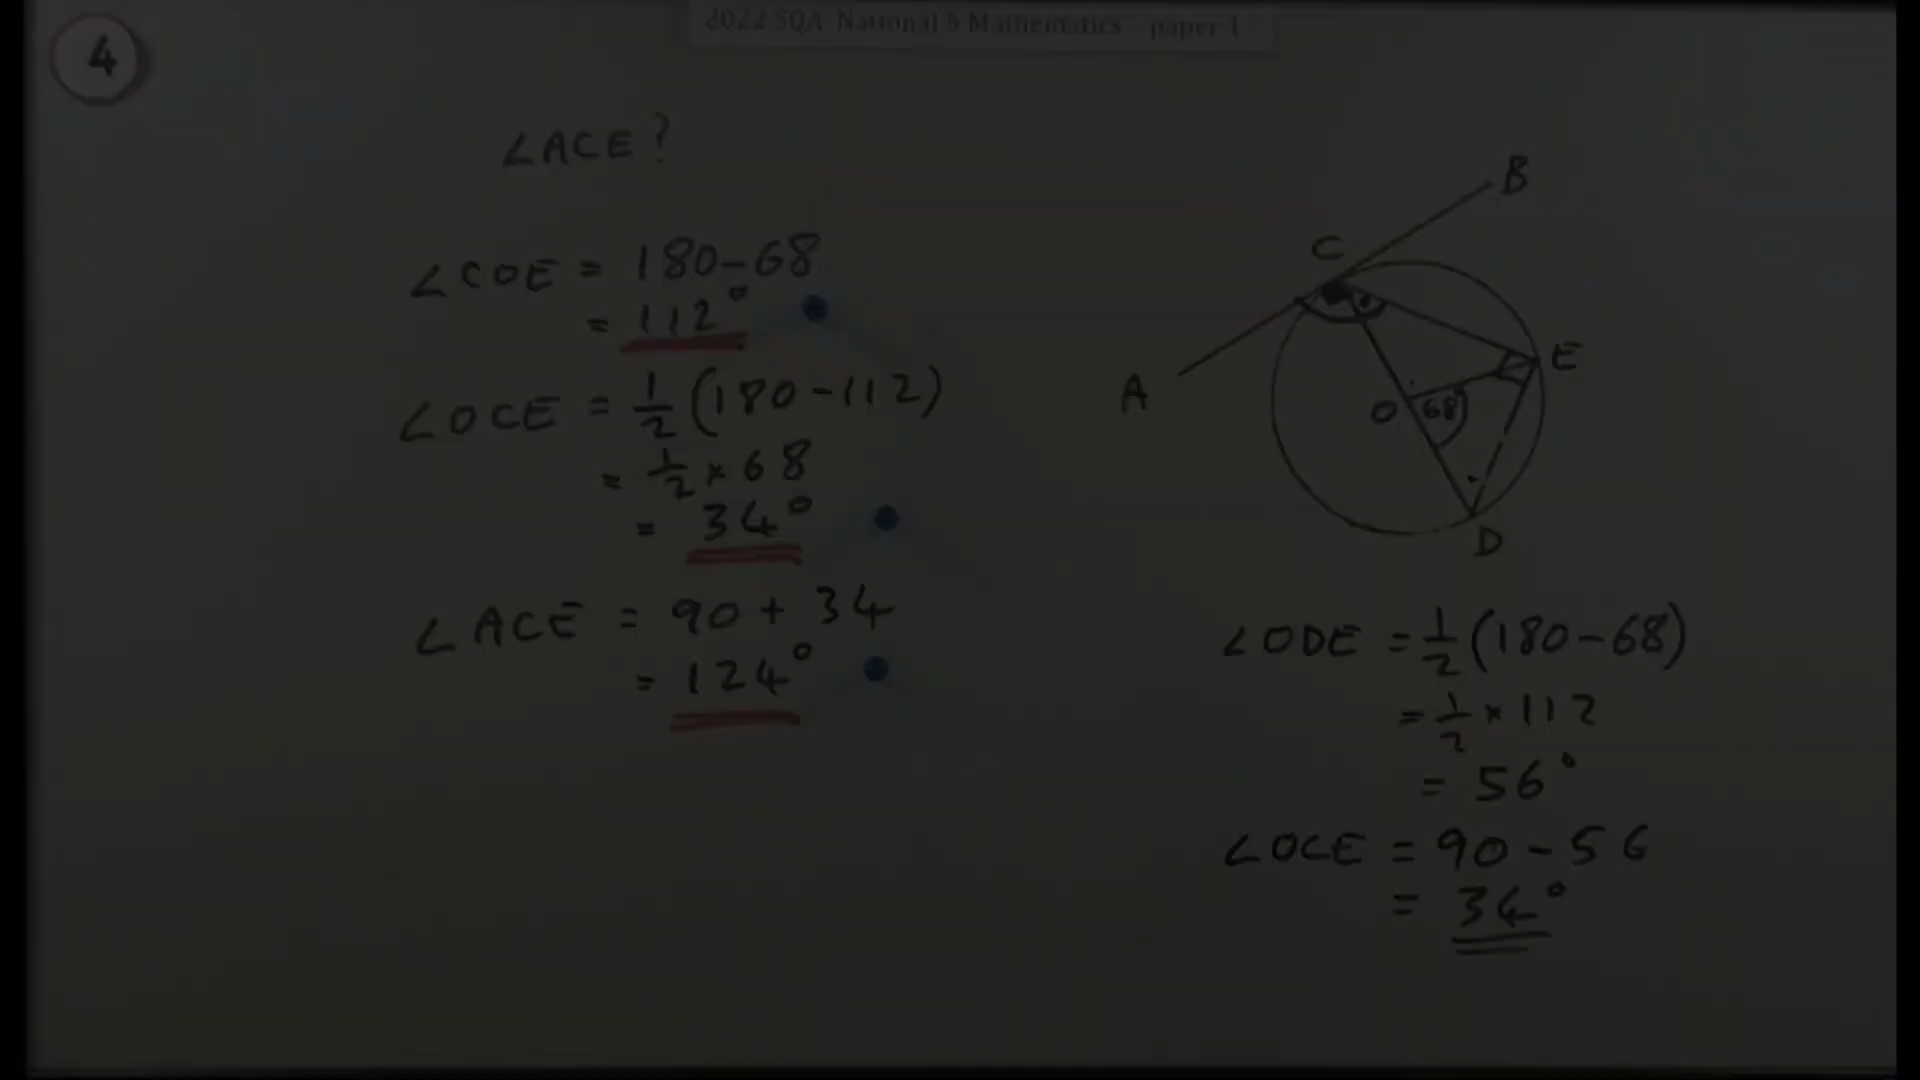 4
2022 SQA National 5 Mathematics - paper 1
∠ACE?
∠COE = 180-68
= 112°
∠OCE = 1/2 (180-112)
= 1/2 × 68
= 34°
∠ACE = 90 + 34
= 124°
B
C
E
A
O
68°
D
∠ODE = 1/2 (180-68)
= 1/2 × 112
= 56°
∠OCE = 90 - 56
= 34°